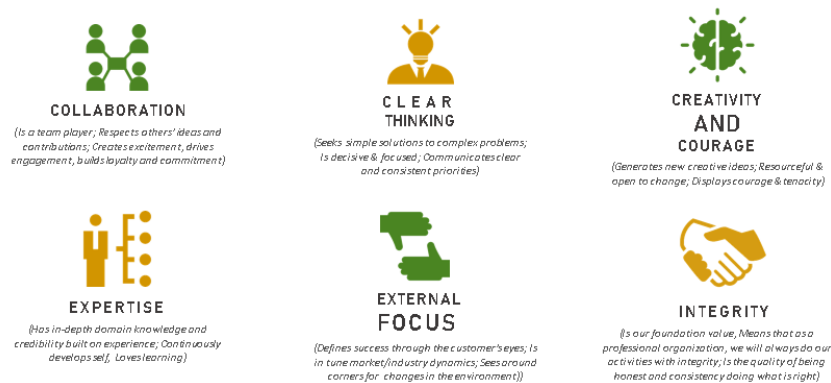 COLLABORATION
(Is a team player; Respects others' ideas and
contributions; Creates excitement, drives
engagement, builds loyalty and commitment)
CLEAR
THINKING
(Seeks simple solutions to complex problems;
Is decisive & focused; Communicates clear
and consistent priorities)
CREATIVITY
AND
COURAGE
(Generates new creative ideas; Resourceful &
open to change; Displays courage & tenacity)
EXPERTISE
(Has in-depth domain knowledge and
credibility built on experience; Continuously
develops self, Loves learning)
EXTERNAL
FOCUS
(Defines success through the customer's eyes; Is
in tune market/industry dynamics; Sees around
corners for changes in the environment))
INTEGRITY
(Is our foundation value, Means that as a
professional organization, we will always do our
activities with integrity; Is the quality of being
honest and consistency doing what is right)